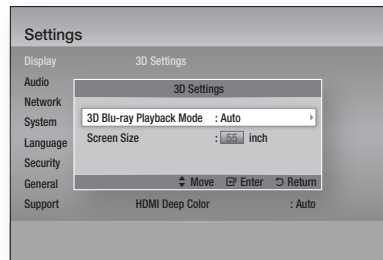 Settings
Display 3D Settings
Audio
Network
System
Language
Security
General
Support HDMI Deep Color : Auto
3D Settings
3D Blu-ray Playback Mode : Auto
Screen Size : 55 inch
Move Enter Return